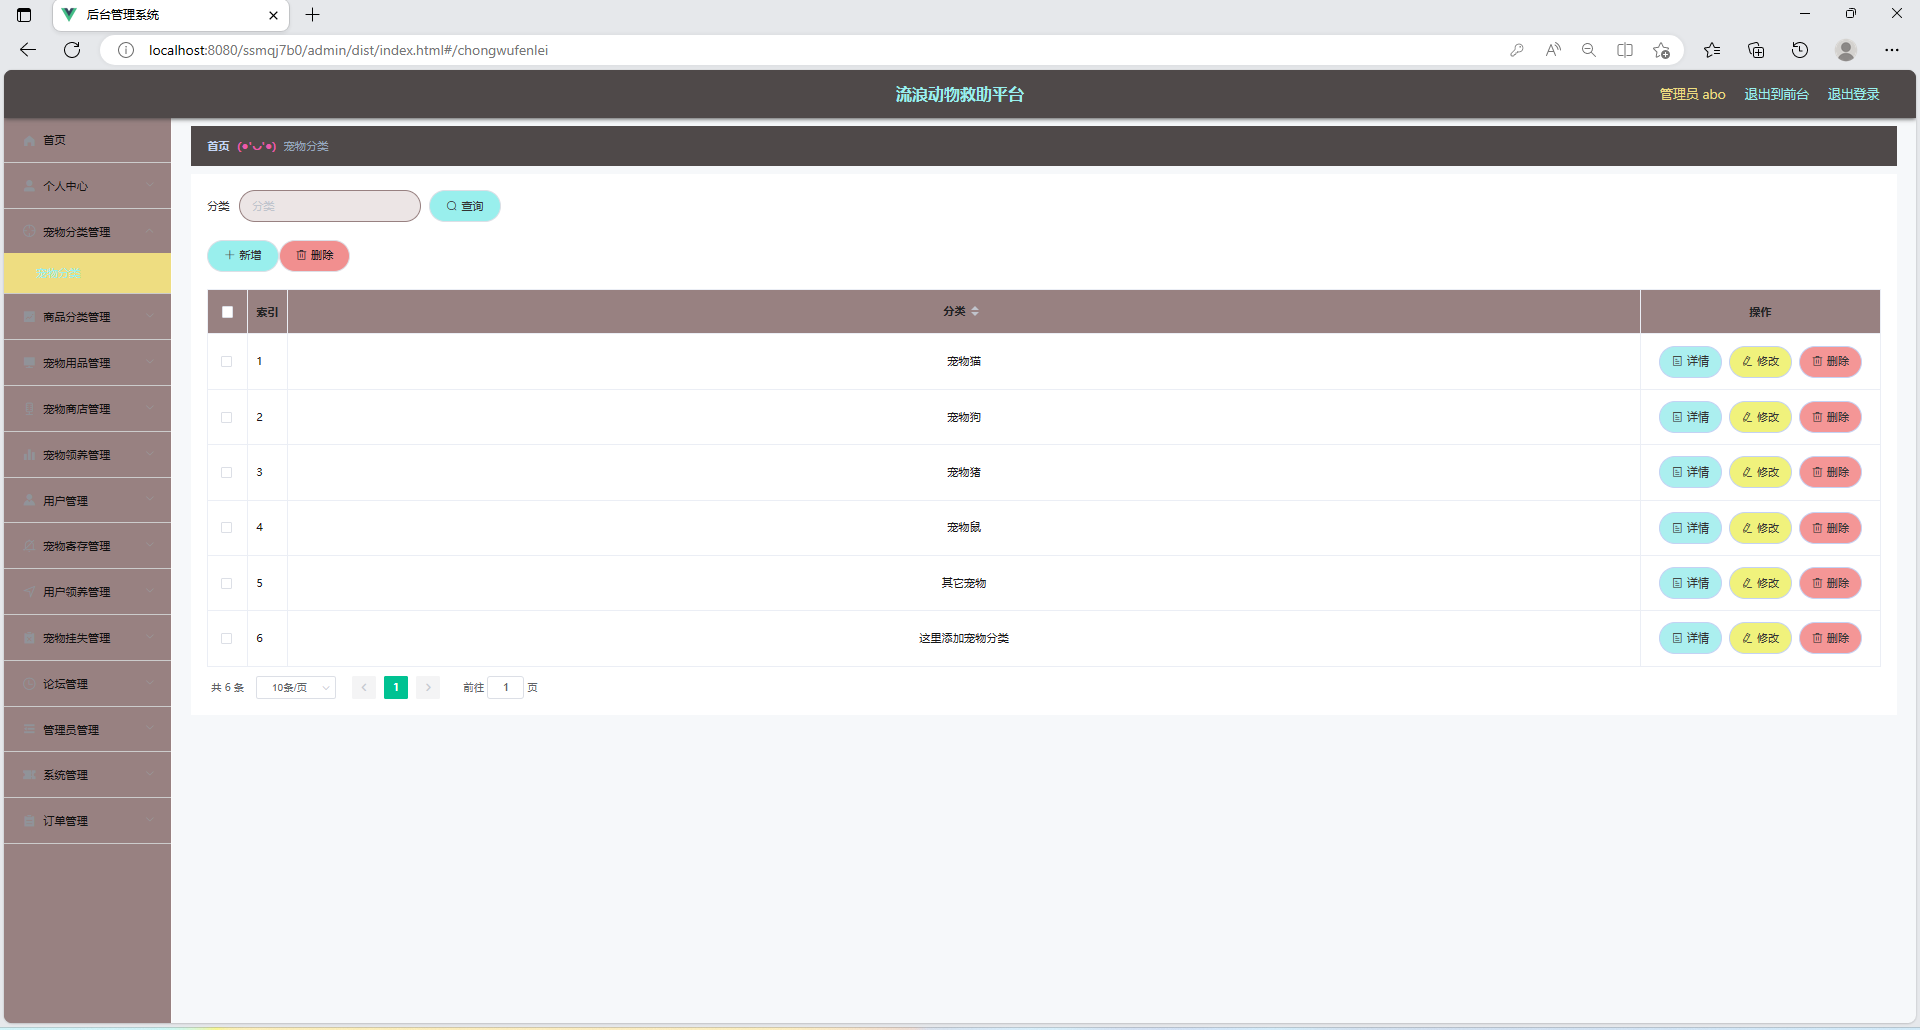 后台管理系统
localhost:8080/ssmqj7b0/admin/dist/index.html#/chongwufenlei
流浪动物救助平台
管理员 abo 退出到前台 退出登录
首页 (●'◡'●) 宠物分类
首页
个人中心
宠物分类管理
宠物分类
商品分类管理
宠物用品管理
宠物商店管理
宠物领养管理
用户管理
宠物寄存管理
用户领养管理
宠物挂失管理
论坛管理
管理员管理
系统管理
订单管理
分类 分类 查询
新增 删除
索引 分类 操作
1 宠物猫 详情 修改 删除
2 宠物狗 详情 修改 删除
3 宠物猪 详情 修改 删除
4 宠物鼠 详情 修改 删除
5 其它宠物 详情 修改 删除
6 这里添加宠物分类 详情 修改 删除
共 6 条 10条/页 1 前往 1 页